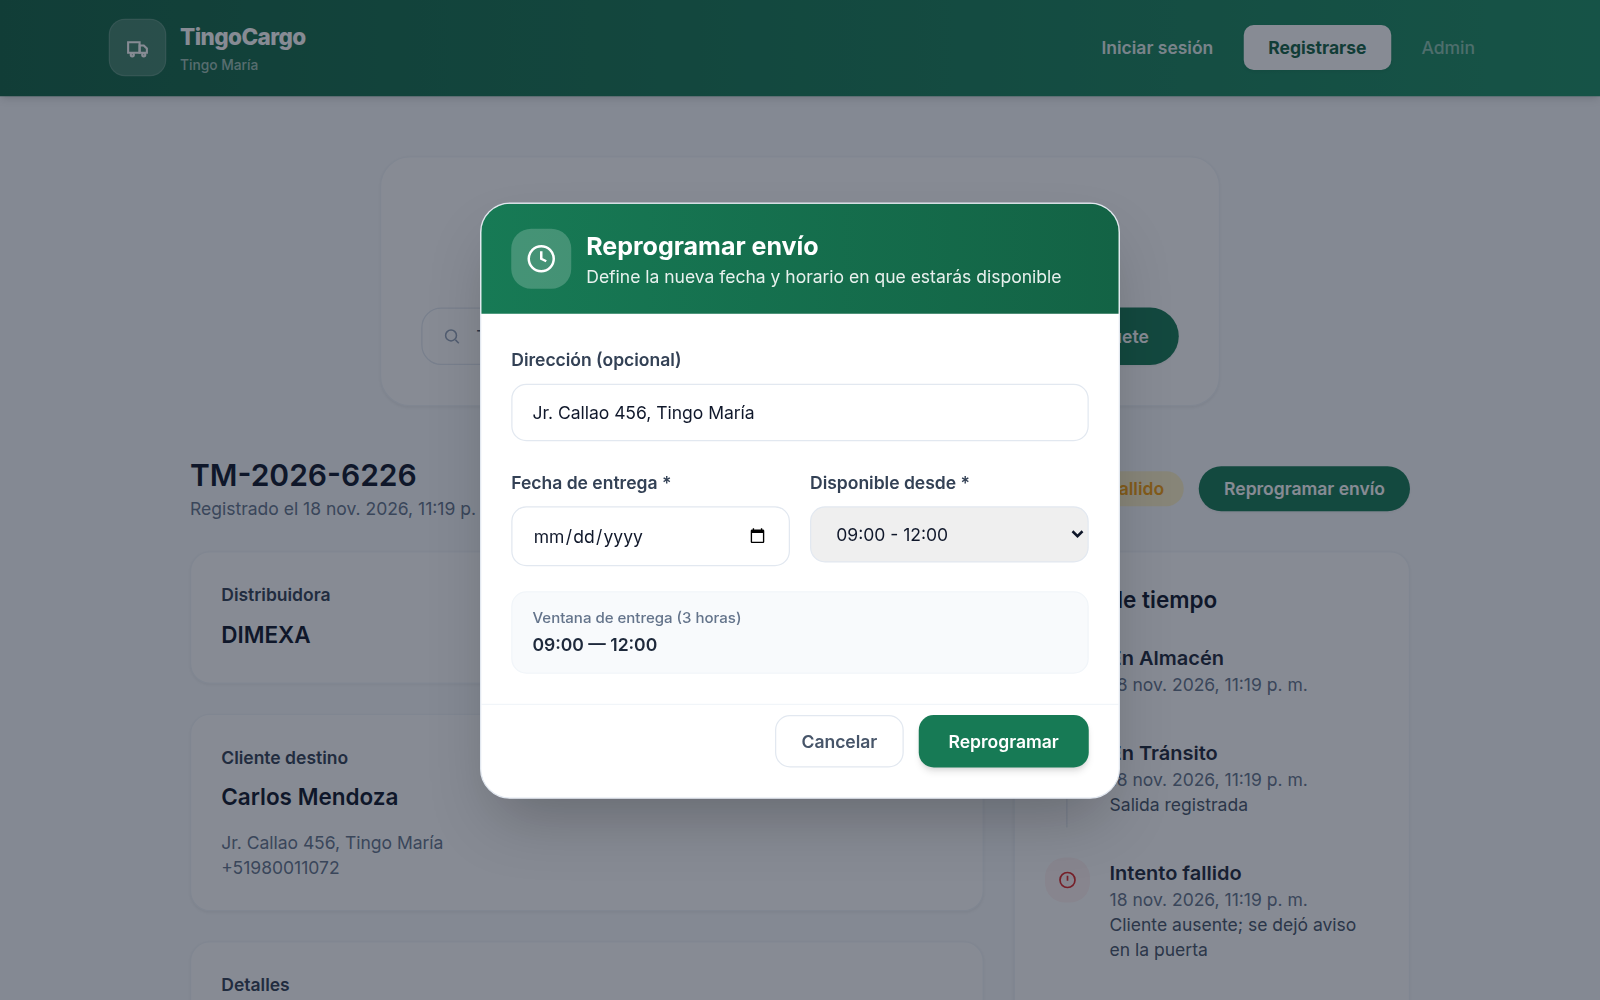 TingoCargo
Tingo María
Iniciar sesión
Registrarse
Admin
Reprogramar envío
Define la nueva fecha y horario en que estarás disponible
Dirección (opcional)
Jr. Callao 456, Tingo María
Fecha de entrega *
Disponible desde *
mm/dd/yyyy
09:00 - 12:00
Ventana de entrega (3 horas)
09:00 — 12:00
Cancelar
Reprogramar
TM-2026-6226
Registrado el 18 nov. 2026, 11:19 p.
Reprogramar envío
Distribuidora
DIMEXA
Cliente destino
Carlos Mendoza
Jr. Callao 456, Tingo María
+51980011072
Detalles
tiempo
Almacén
nov. 2026, 11:19 p. m.
Tránsito
nov. 2026, 11:19 p. m.
Salida registrada
Intento fallido
18 nov. 2026, 11:19 p. m.
Cliente ausente; se dejó aviso
en la puerta